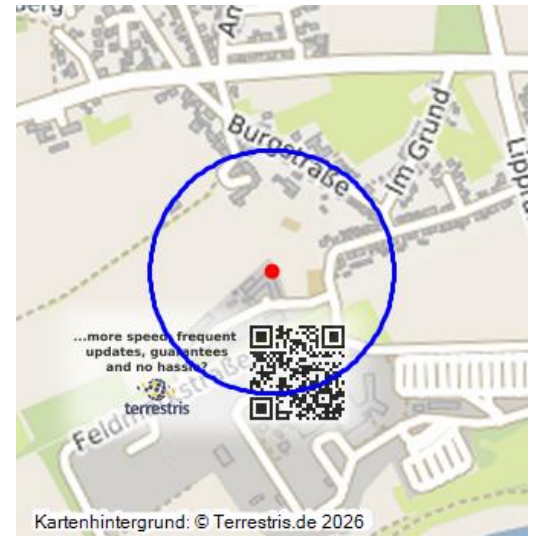 Burgstraße
Im Grund
...more speed, frequent
updates, guarantees
and no hassle?
terrestris
Kartenhintergrund: © Terrestris.de 2026